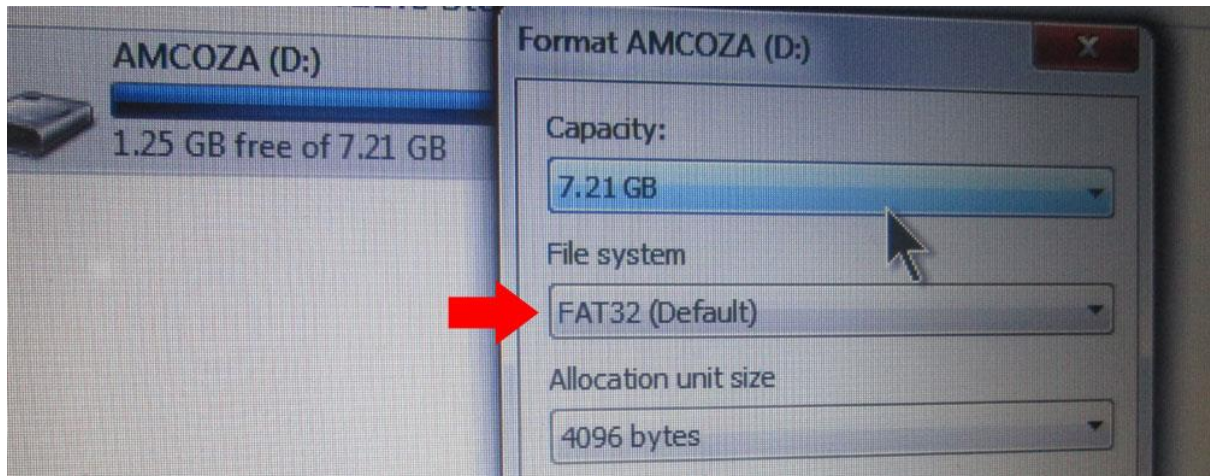 AMCOZA (D:)
1.25 GB free of 7.21 GB
Format AMCOZA (D:)
Capacity:
7.21 GB
File system
FAT32 (Default)
Allocation unit size
4096 bytes